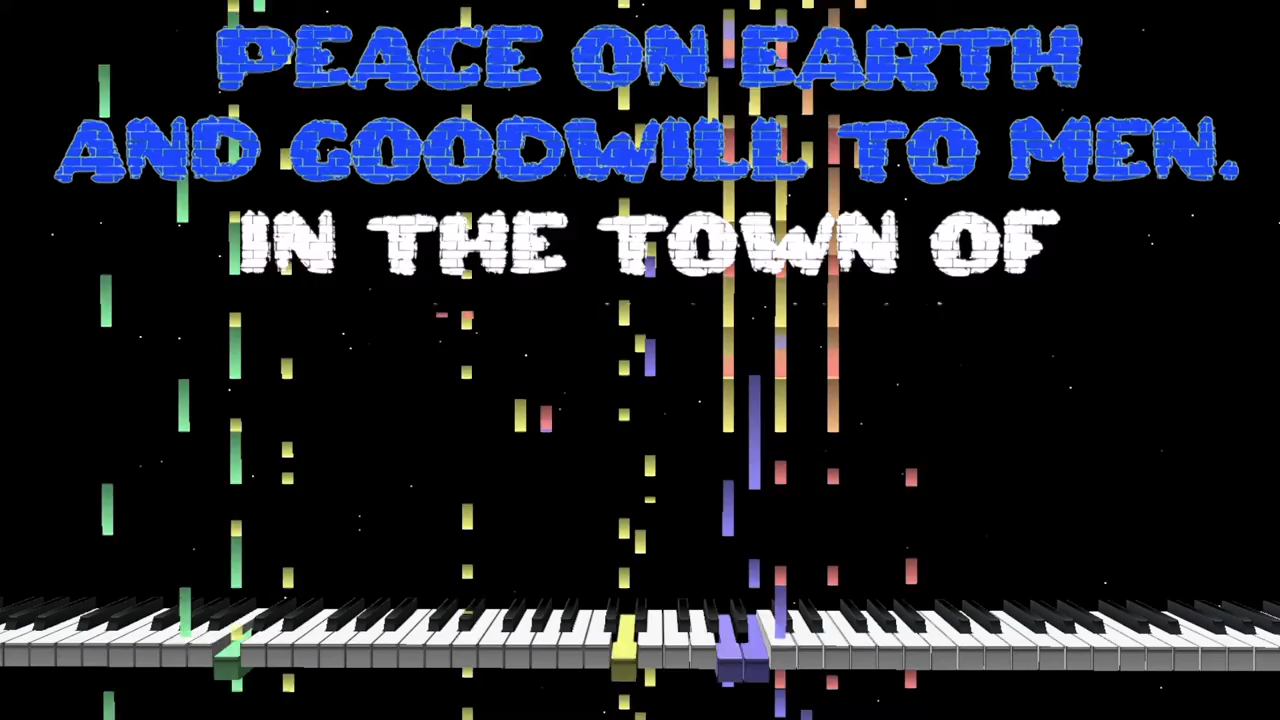 PEACE ON EARTH
AND GOODWILL TO MEN.
IN THE TOWN OF